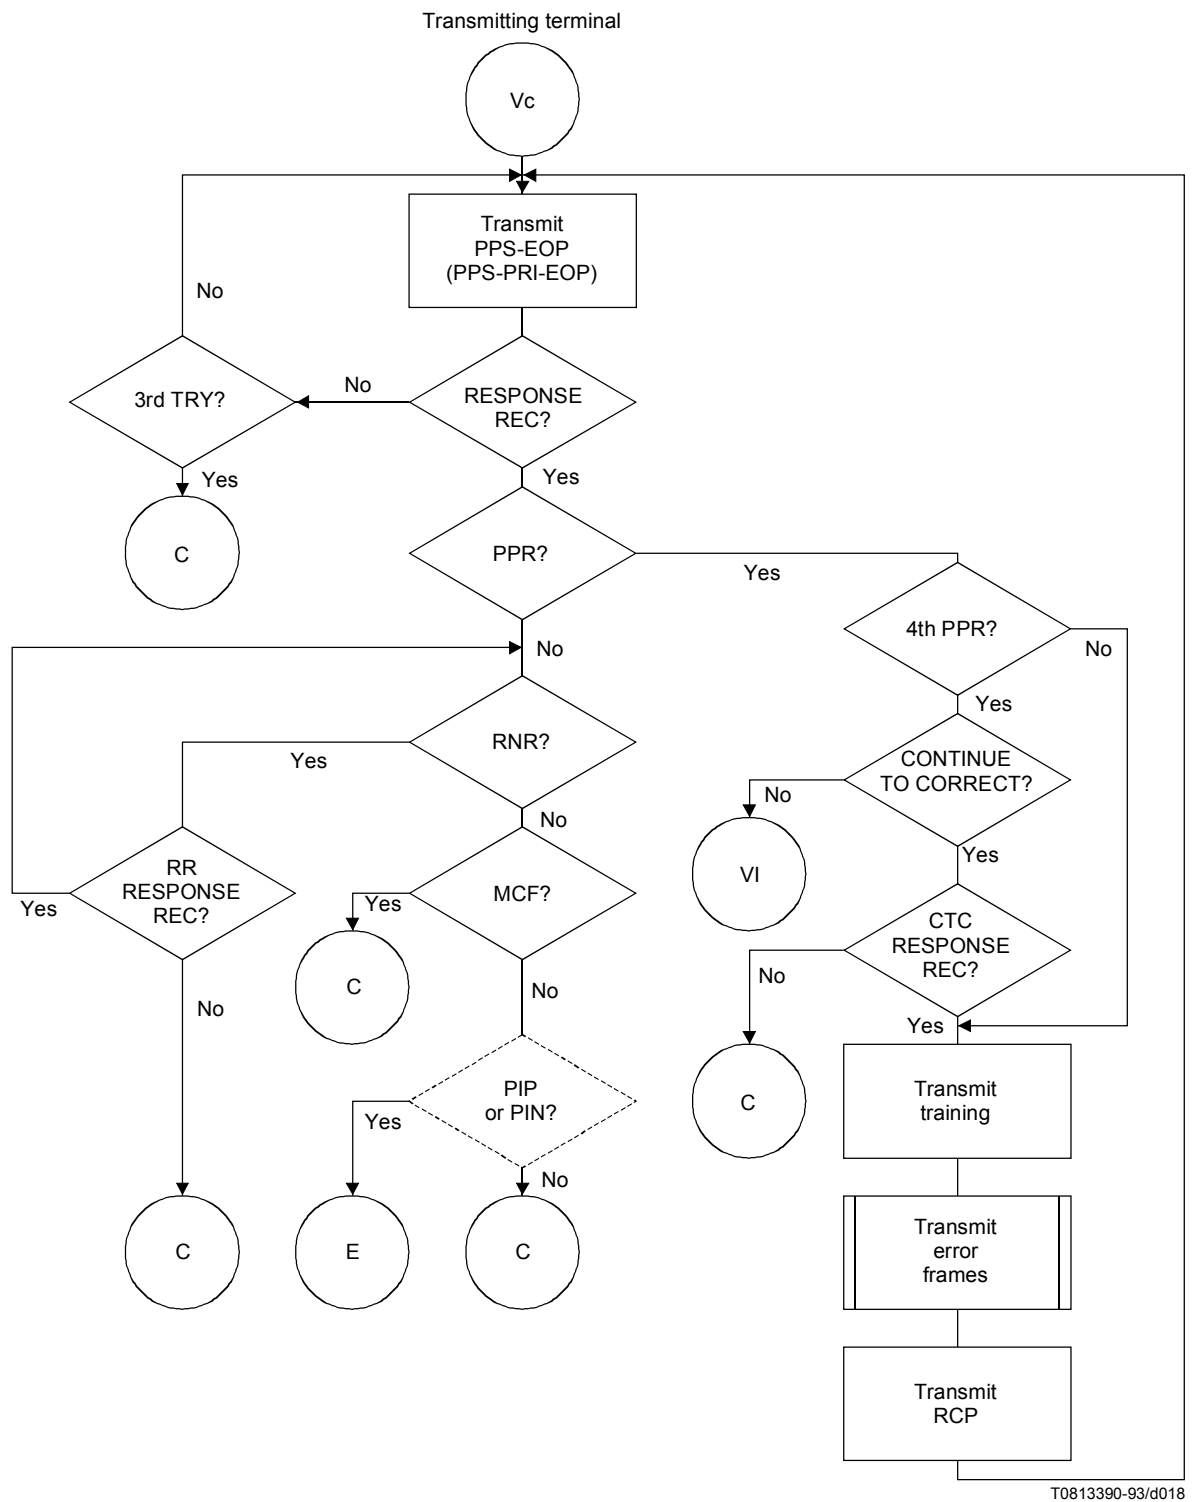 Transmitting terminal
Vc
Transmit
PPS-EOP
(PPS-PRI-EOP)
No
3rd TRY?
No
RESPONSE
REC?
Yes
Yes
C
PPR?
Yes
4th PPR?
No
No
Yes
RNR?
Yes
CONTINUE
TO CORRECT?
No
No
Yes
VI
RR
RESPONSE
REC?
Yes
MCF?
Yes
C
CTC
RESPONSE
REC?
No
No
No
Yes
C
PIP
or PIN?
Yes
No
Transmit
training
C
E
C
Transmit
error
frames
Transmit
RCP
T0813390-93/d018